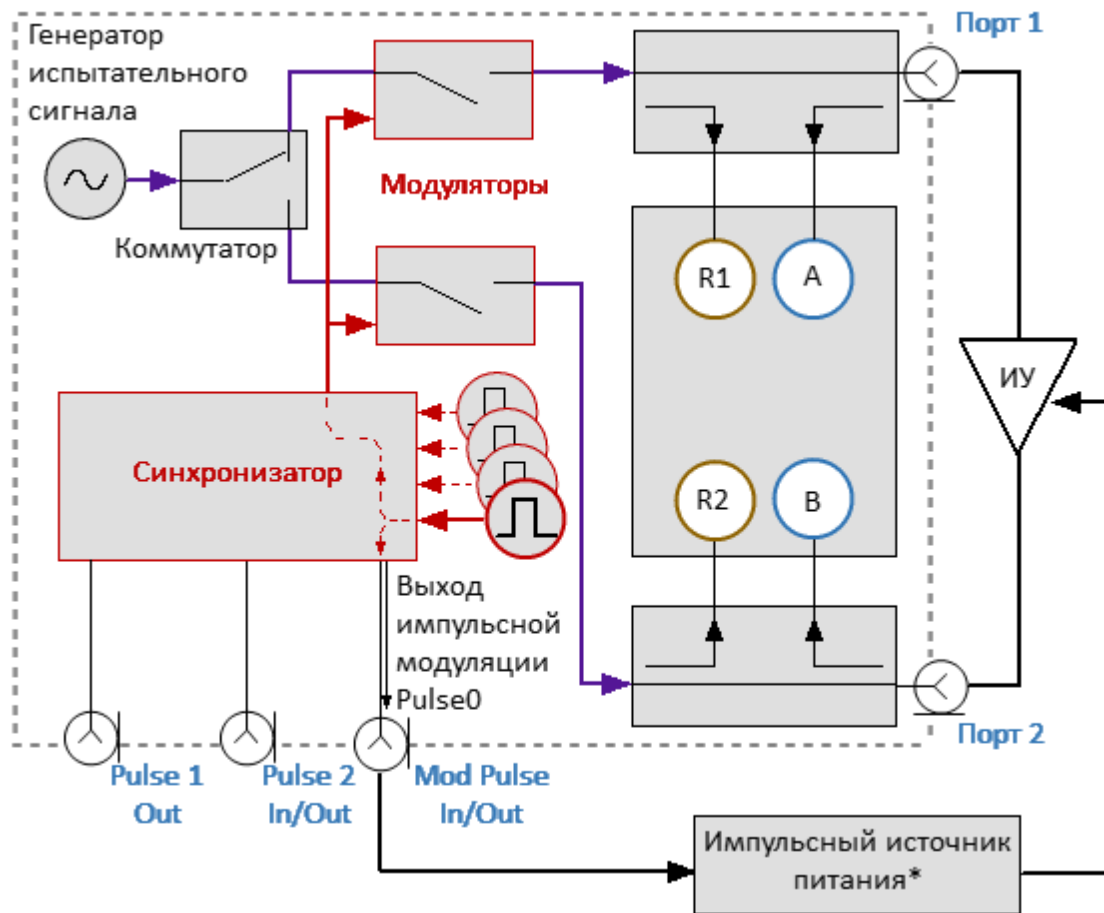 Генератор
испытательного
сигнала
Порт 1
Модуляторы
Коммутатор
R1
A
ИУ
Синхронизатор
R2
B
Выход
импульсной
модуляции
Pulse0
Порт 2
Pulse 1
Out
Pulse 2
In/Out
Mod Pulse
In/Out
Импульсный источник
питания*